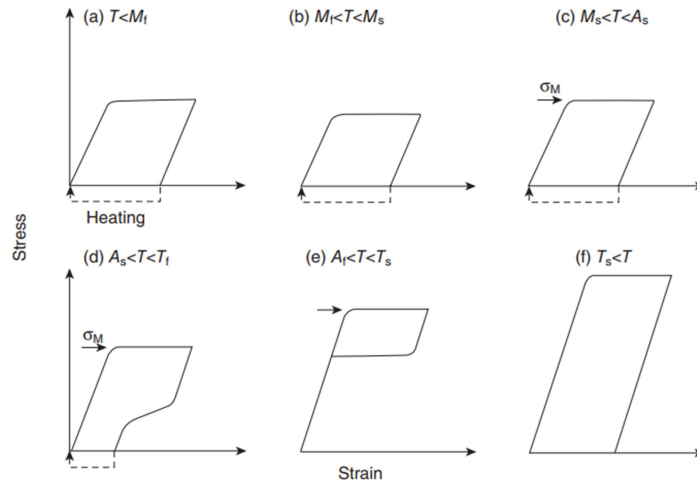 (a) T<Mf
(b) Mf<T<Ms
(c) Ms<T<As
σM
Heating
Stress
(d) As<T<Tf
(e) Af<T<Ts
(f) Ts<T
σM
Strain